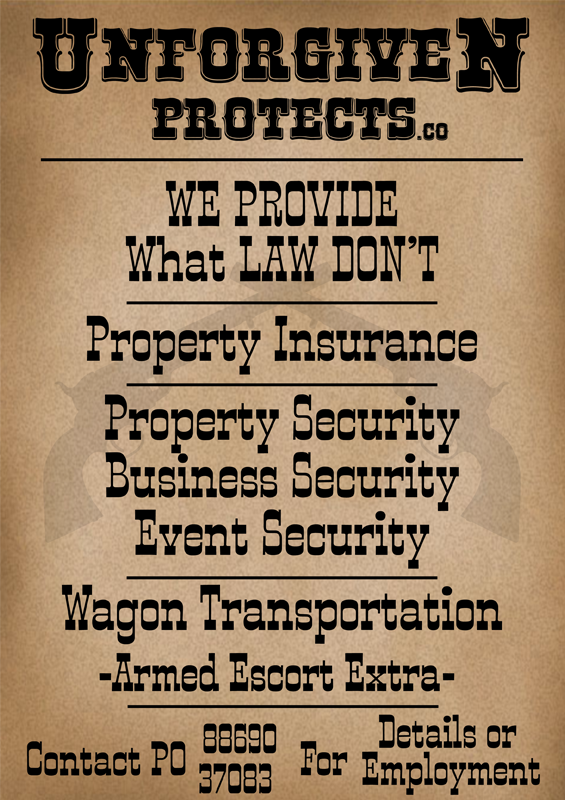 UNFORGIVEN
PROTECTS.CO
WE PROVIDE
What LAW DON'T
Property Insurance
Property Security
Business Security
Event Security
Wagon Transportation
-Armed Escort Extra-
Contact PO 88690 37083 For Details or Employment